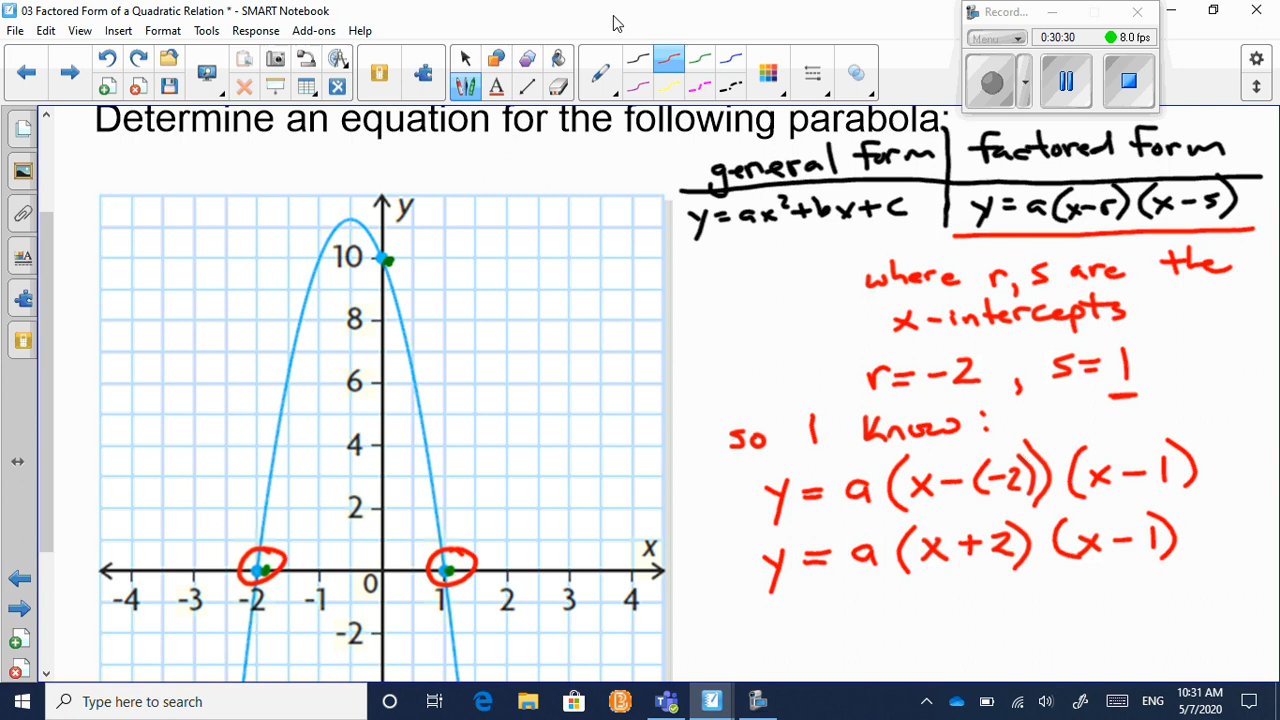 03 Factored Form of a Quadratic Relation * - SMART Notebook
Record...
File Edit View Insert Format Tools Response Add-ons Help
Menu
0:30:30
8.0 fps
Determine an equation for the following parabola:
general form
factored form
y=ax²+bx+c
y=a(x-r)(x-s)
where r, s are the
x-intercepts
r=-2 , s=1
so I know:
y=a(x-(-2))(x-1)
y=a(x+2)(x-1)
y
10
8
6
4
2
x
0
-4 -3 -2 -1 1 2 3 4
-2
Type here to search
ENG
10:31 AM
5/7/2020